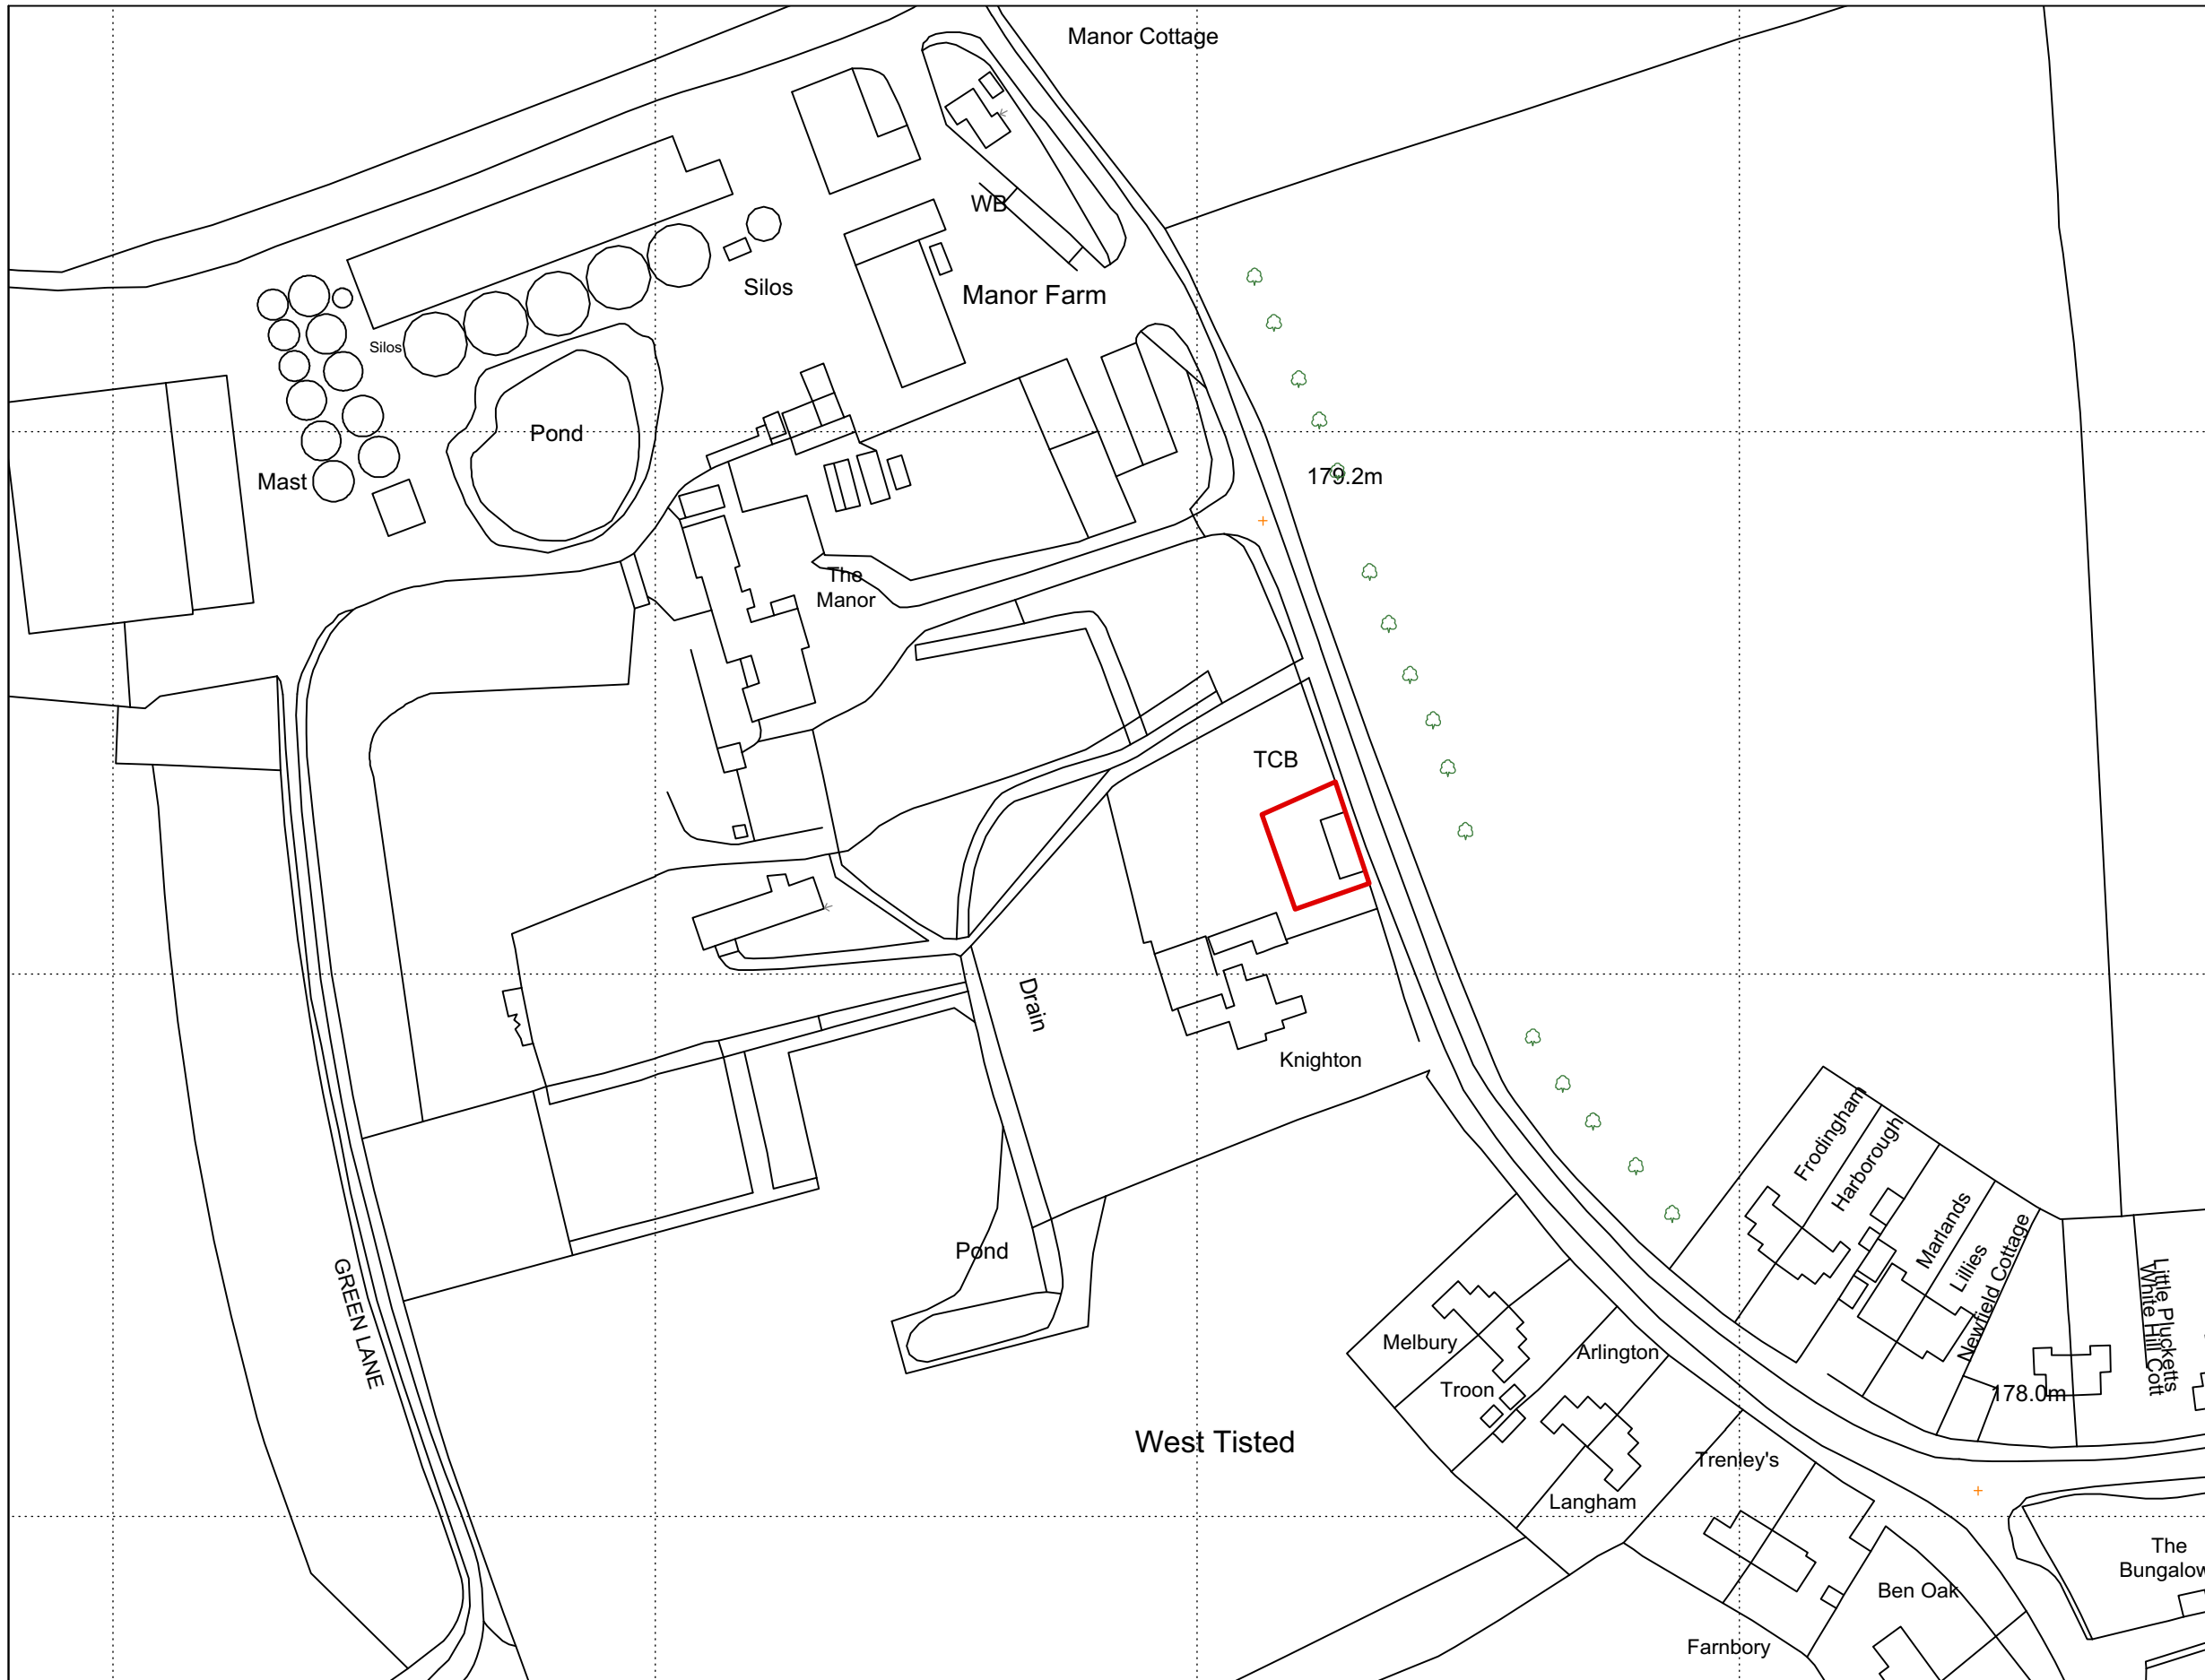 Manor Cottage
WB
Silos
Manor Farm
Silos
Pond
Mast
179.2m
The
Manor
TCB
Drain
Knighton
Frodingham
Harborough
Marlands
Lillies
Newfield Cottage
Little Plucketts
White Hill Cott
GREEN LANE
Pond
Melbury
Arlington
Troon
178.0m
West Tisted
Trenley's
Langham
The
Bungalow
Ben Oak
Farnbory